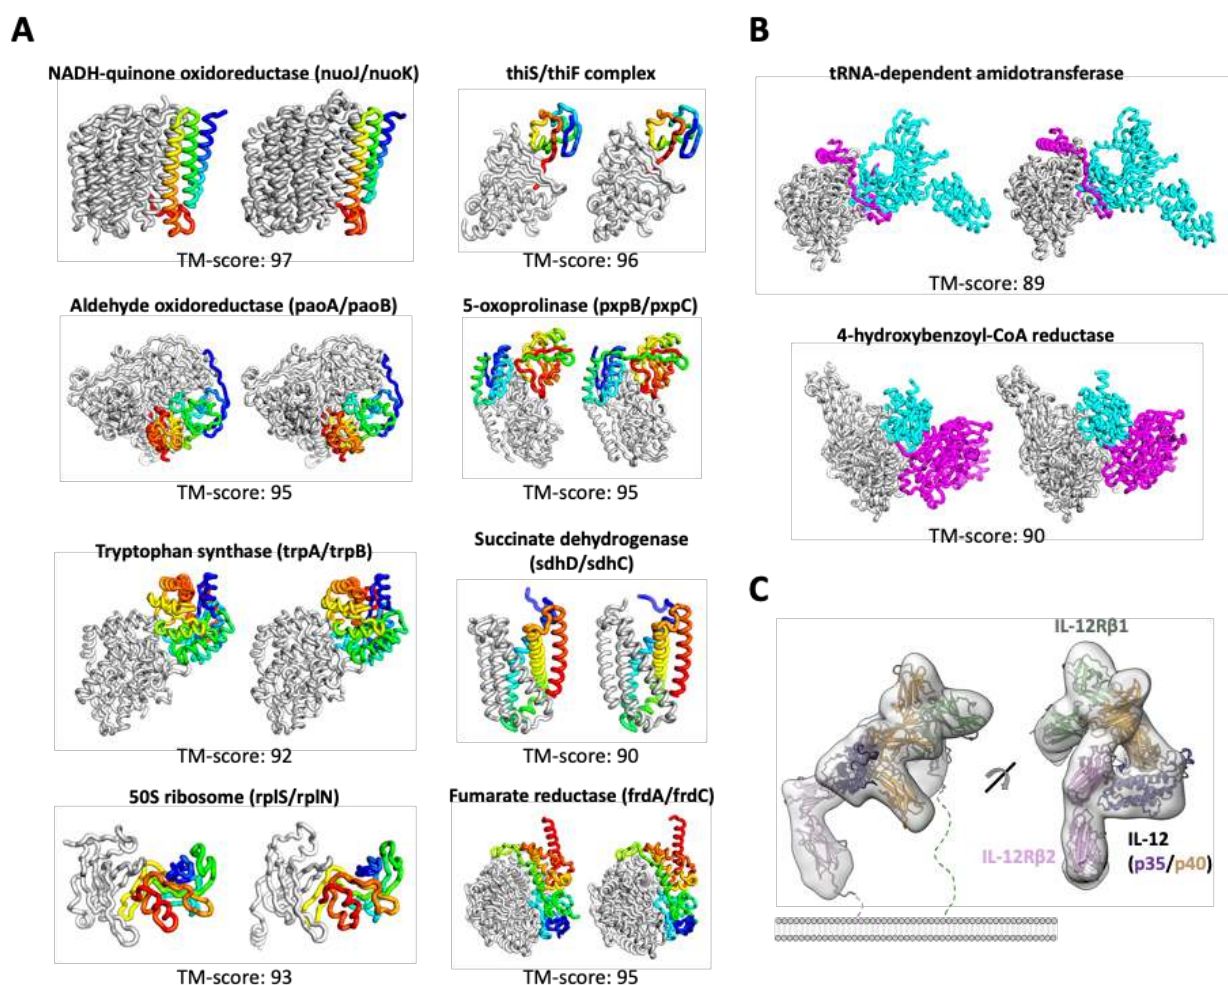 A
NADH-quinone oxidoreductase (nuoJ/nuoK)
TM-score: 97
thiS/thiF complex
TM-score: 96
Aldehyde oxidoreductase (paoA/paoB)
TM-score: 95
5-oxoprolinase (pxpB/pxpC)
TM-score: 95
Tryptophan synthase (trpA/trpB)
TM-score: 92
Succinate dehydrogenase
(sdhD/sdhC)
TM-score: 90
50S ribosome (rplS/rplN)
TM-score: 93
Fumarate reductase (frdA/frdC)
TM-score: 95
B
tRNA-dependent amidotransferase
TM-score: 89
4-hydroxybenzoyl-CoA reductase
TM-score: 90
C
IL-12Rβ1
IL-12Rβ2
IL-12
(p35/p40)